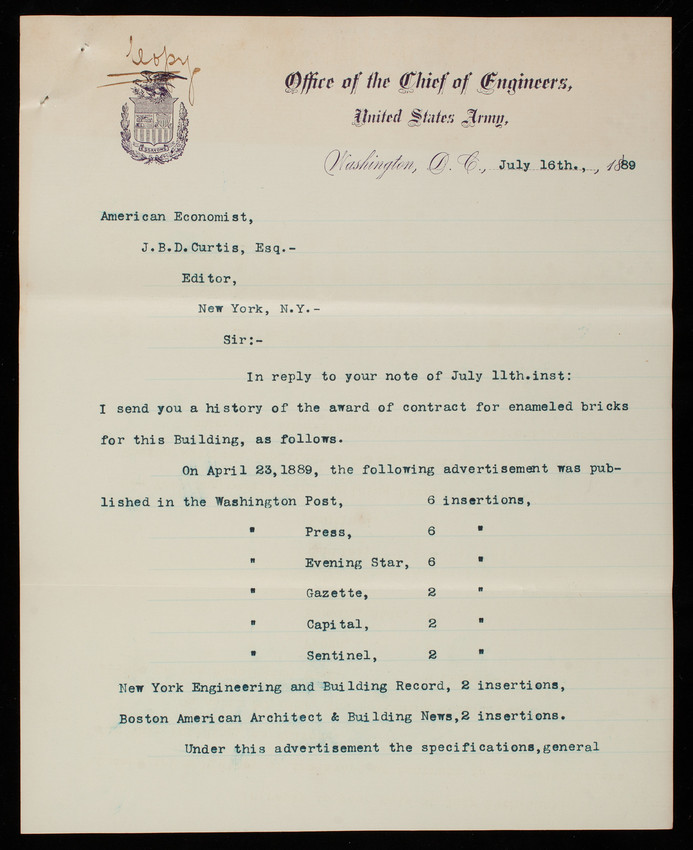 Copy
Office of the Chief of Engineers,
United States Army,
Washington, D. C., July 16th., , 1889
American Economist,
J.B.D.Curtis, Esq.-
Editor,
New York, N.Y.-
Sir:-
In reply to your note of July 11th.inst:
I send you a history of the award of contract for enameled bricks
for this Building, as follows.
On April 23,1889, the following advertisement was pub-
lished in the Washington Post, 6 insertions,
" Press, 6 "
" Evening Star, 6 "
" Gazette, 2 "
" Capital, 2 "
" Sentinel, 2 "
New York Engineering and Building Record, 2 insertions,
Boston American Architect & Building News,2 insertions.
Under this advertisement the specifications,general